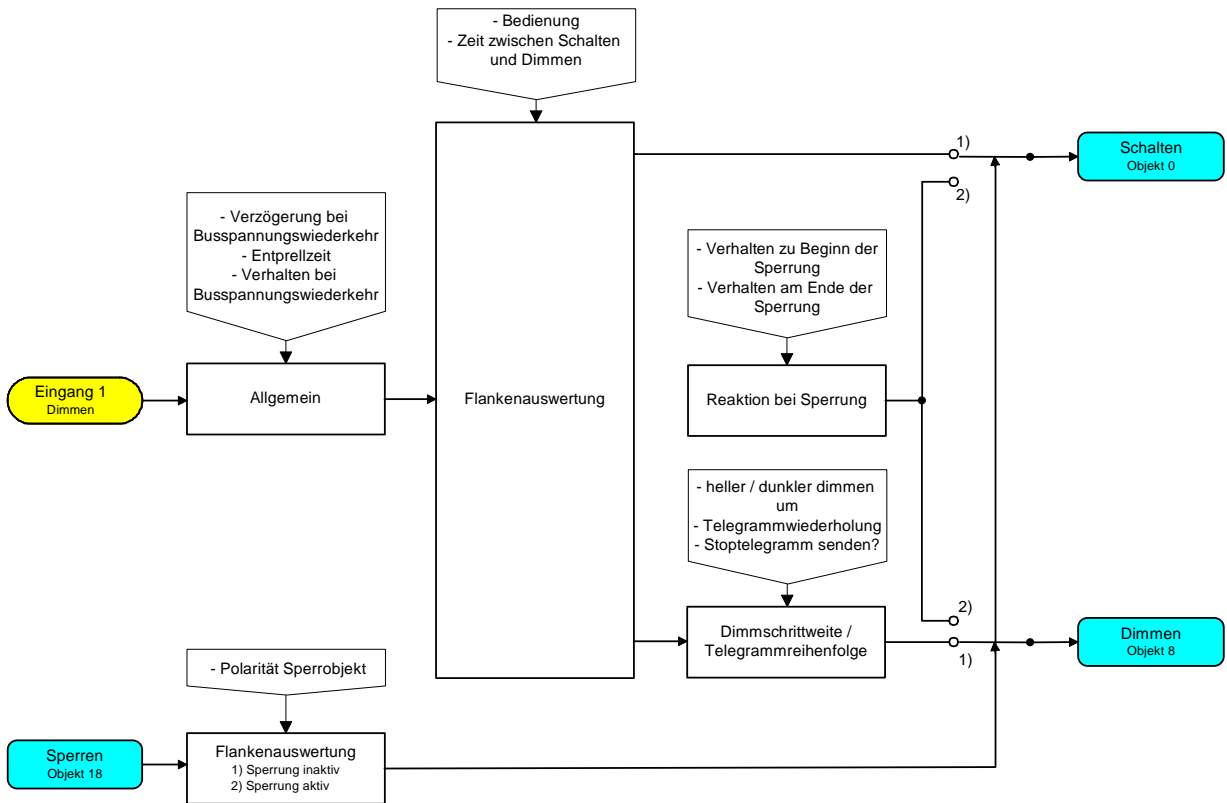 - Bedienung
- Zeit zwischen Schalten
und Dimmen
1)
Schalten
Objekt 0
2)
- Verzögerung bei
Busspannungswiederkehr
- Entprellzeit
- Verhalten bei
Busspannungswiederkehr
- Verhalten zu Beginn der
Sperrung
- Verhalten am Ende der
Sperrung
Eingang 1
Dimmen
Allgemein
Flankenauswertung
Reaktion bei Sperrung
- heller / dunkler dimmen
um
- Telegrammwiederholung
- Stoptelegramm senden?
2)
Dimmschrittweite /
Telegrammreihenfolge
1)
Dimmen
Objekt 8
- Polarität Sperrobjekt
Sperren
Objekt 18
Flankenauswertung
1) Sperrung inaktiv
2) Sperrung aktiv